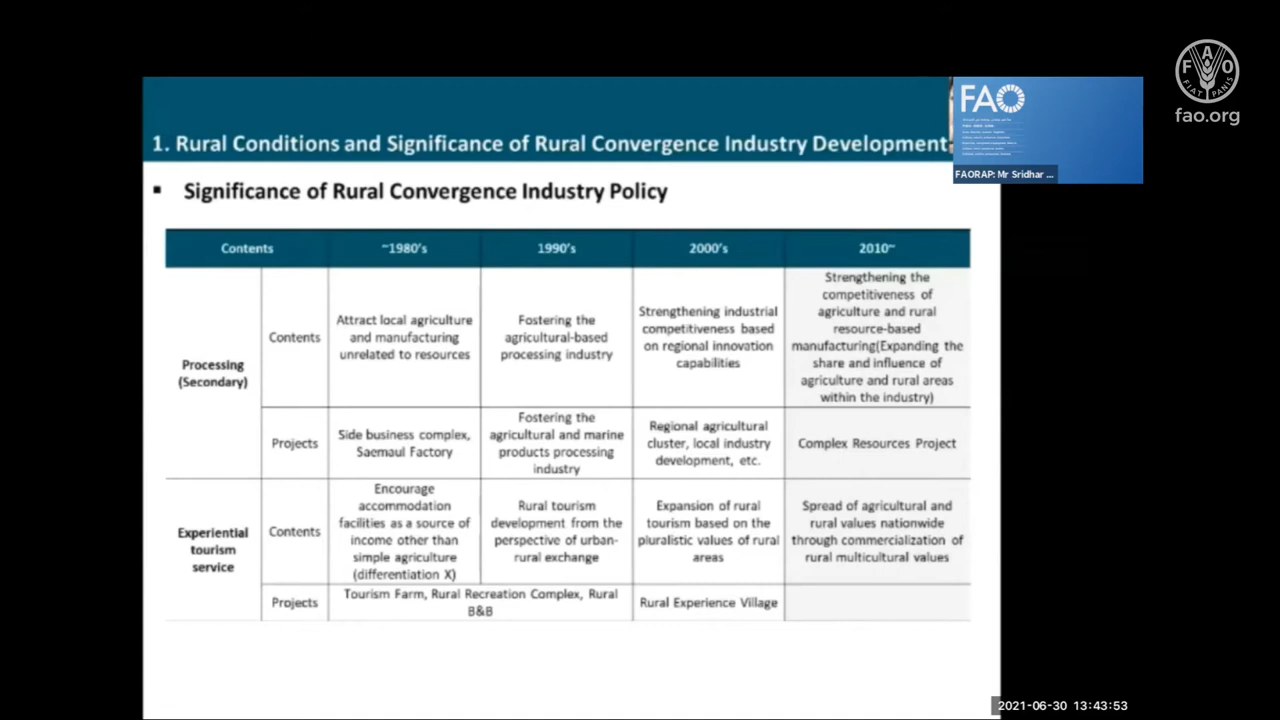 FAO
FIAT PANIS
fao.org
1. Rural Conditions and Significance of Rural Convergence Industry Development
FAO
FAORAP: Mr Sridhar ...
▪ Significance of Rural Convergence Industry Policy
Contents ~1980's 1990's 2000's 2010~
Processing
(Secondary)
Contents
Attract local agriculture
and manufacturing
unrelated to resources
Fostering the
agricultural-based
processing industry
Strengthening industrial
competitiveness based
on regional innovation
capabilities
Strengthening the
competitiveness of
agriculture and rural
resource-based
manufacturing(Expanding the
share and influence of
agriculture and rural areas
within the industry)
Projects
Side business complex,
Saemaul Factory
Fostering the
agricultural and marine
products processing
industry
Regional agricultural
cluster, local industry
development, etc.
Complex Resources Project
Experiential
tourism
service
Contents
Encourage
accommodation
facilities as a source of
income other than
simple agriculture
(differentiation X)
Rural tourism
development from the
perspective of urban-
rural exchange
Expansion of rural
tourism based on the
pluralistic values of rural
areas
Spread of agricultural and
rural values nationwide
through commercialization of
rural multicultural values
Projects
Tourism Farm, Rural Recreation Complex, Rural
B&B
Rural Experience Village
2021-06-30 13:43:53